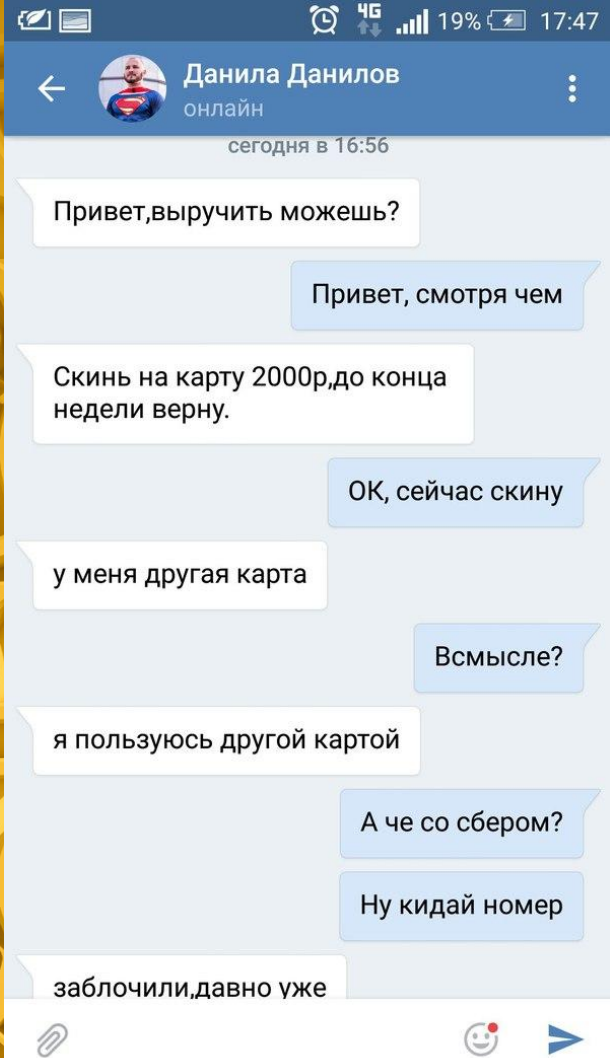 4G 19% 17:47
Данила Данилов
онлайн
сегодня в 16:56
Привет,выручить можешь?
Привет, смотря чем
Скинь на карту 2000р,до конца
недели верну.
ОК, сейчас скину
у меня другая карта
Всмысле?
я пользуюсь другой картой
А че со сбером?
Ну кидай номер
заблочили,давно уже